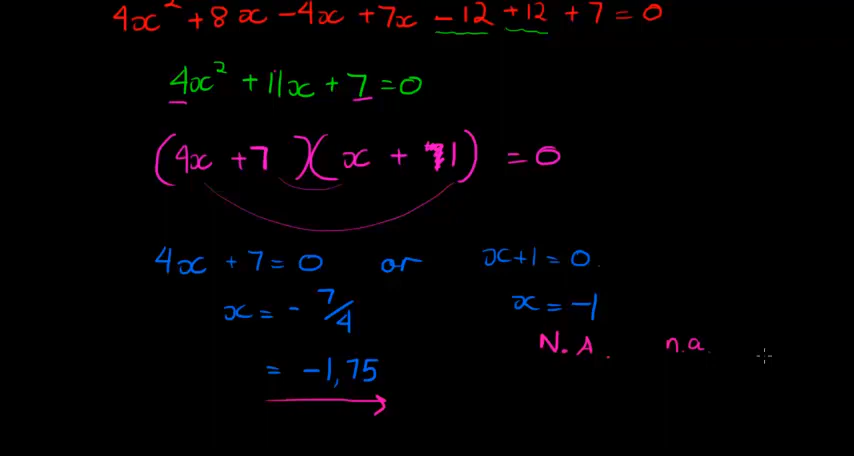 4x² + 8x - 4x + 7x - 12 + 12 + 7 = 0
4x² + 11x + 7 = 0
(4x + 7)(x + 1) = 0
4x + 7 = 0 or x + 1 = 0.
x = - 7/4 x = -1
N.A. n.a.
= -1,75